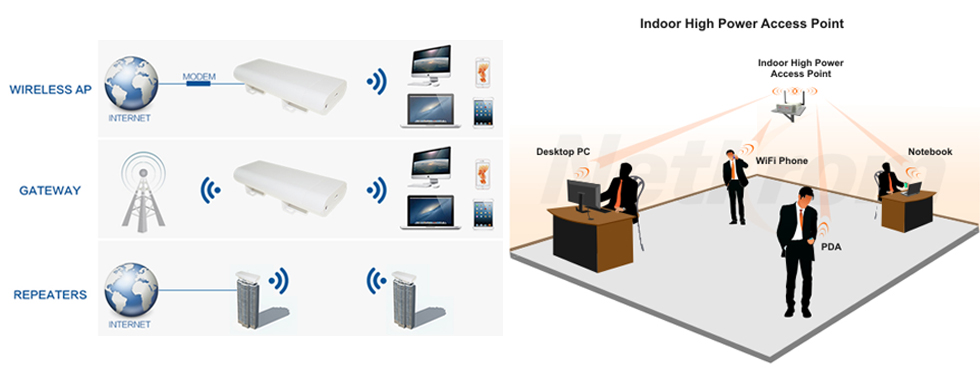 WIRELESS AP
MODEM
INTERNET
GATEWAY
REPEATERS
INTERNET
Indoor High Power Access Point
Indoor High Power
Access Point
Desktop PC
WiFi Phone
Notebook
PDA